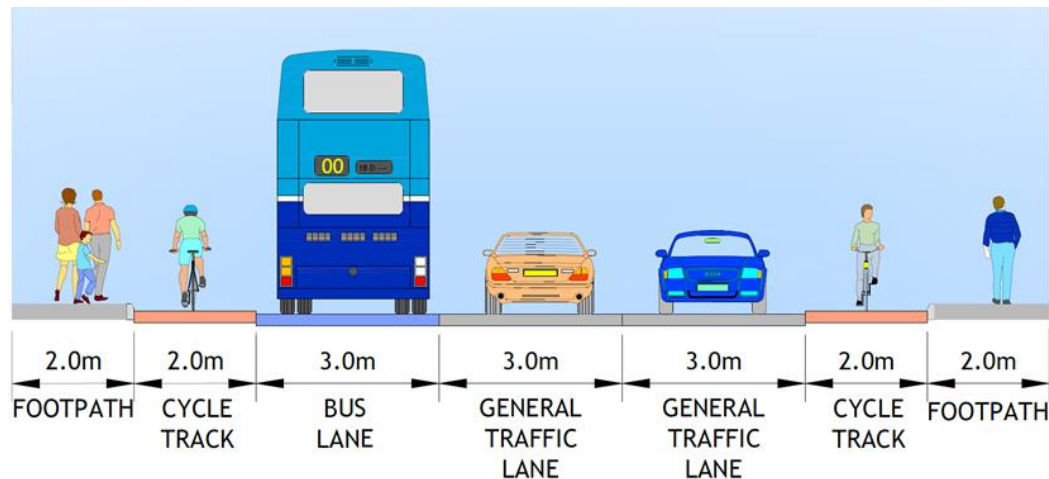 00
2.0m
2.0m
3.0m
3.0m
3.0m
2.0m
2.0m
FOOTPATH
CYCLE
TRACK
BUS
LANE
GENERAL
TRAFFIC
LANE
GENERAL
TRAFFIC
LANE
CYCLE
TRACK
FOOTPATH